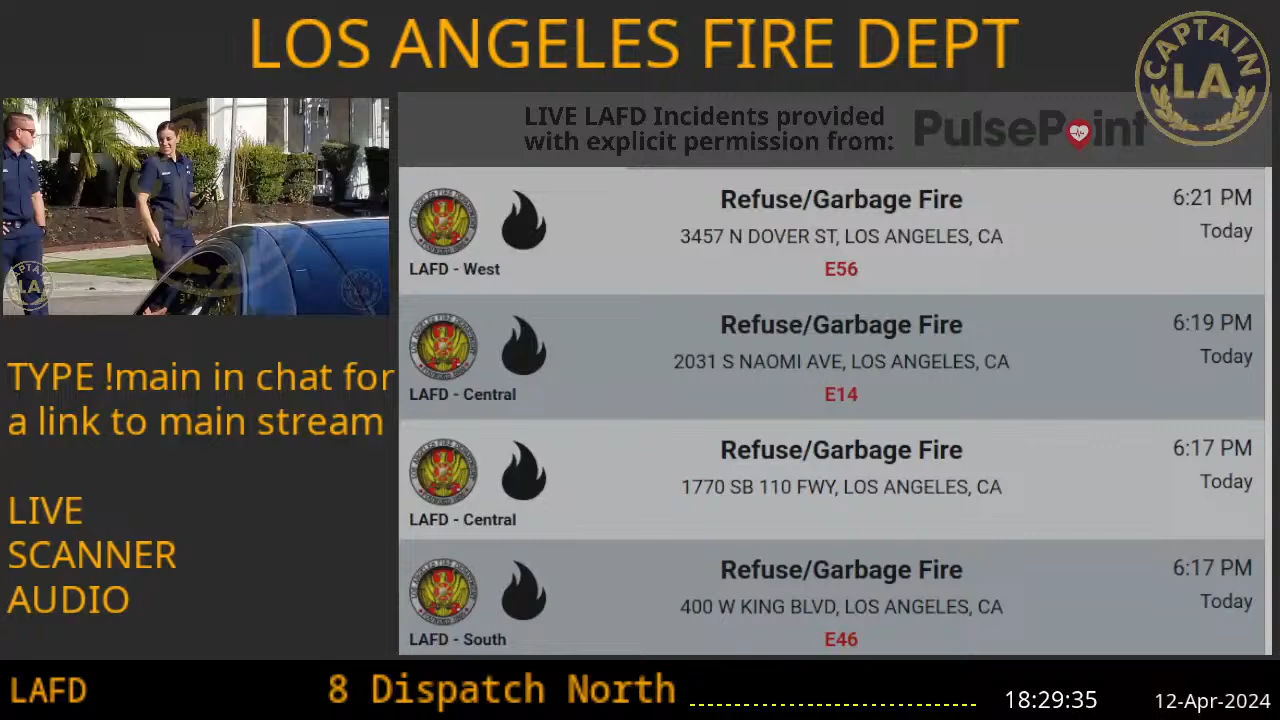 LOS ANGELES FIRE DEPT
CAPTAIN
LA
LIVE LAFD Incidents provided
with explicit permission from:
PulsePoint
Refuse/Garbage Fire
6:21 PM
3457 N DOVER ST, LOS ANGELES, CA
Today
LAFD - West
E56
Refuse/Garbage Fire
6:19 PM
2031 S NAOMI AVE, LOS ANGELES, CA
Today
LAFD - Central
E14
Refuse/Garbage Fire
6:17 PM
1770 SB 110 FWY, LOS ANGELES, CA
Today
LAFD - Central
Refuse/Garbage Fire
6:17 PM
400 W KING BLVD, LOS ANGELES, CA
Today
LAFD - South
E46
CAPTAIN
LA
TYPE !main in chat for
a link to main stream
LIVE
SCANNER
AUDIO
LAFD
8 Dispatch North
18:29:35
12-Apr-2024